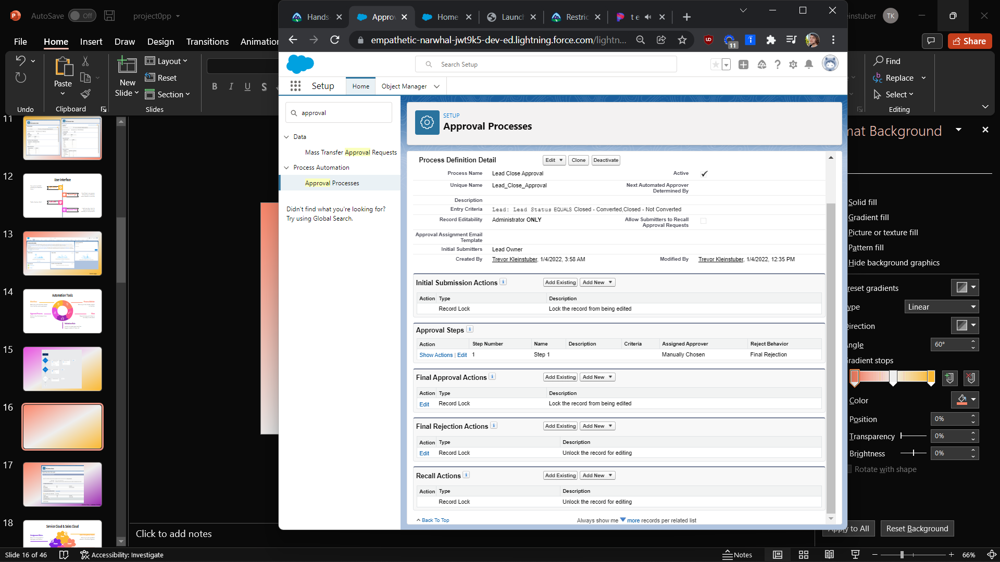 AutoSave Off project0pp
einstuber TK
File Home Insert Draw Design Transitions Animation
Share
Undo
Paste
Clipboard
New Slide
Layout
Reset
Section
Slides
B I U S
Find
Replace
Select
Editing
Hands- Approv Home Launch Restric t e
empathetic-narwhal-jwt9k5-dev-ed.lightning.force.com/lightn...
11
Search Setup
Setup Home Object Manager
approval
Data
Mass Transfer Approval Requests
Process Automation
Approval Processes
Didn't find what you're looking for?
Try using Global Search.
SETUP
Approval Processes
Process Definition Detail Edit Clone Deactivate
Process Name Lead Close Approval Active
Unique Name Lead_Close_Approval Next Automated Approver Determined By
Description
Entry Criteria Lead: Lead Status EQUALS Closed - Converted,Closed - Not Converted
Record Editability Administrator ONLY Allow Submitters to Recall Approval Requests
Approval Assignment Email Template
Initial Submitters Lead Owner
Created By Trevor Kleinstuber, 1/4/2022, 3:58 AM Modified By Trevor Kleinstuber, 1/4/2022, 12:35 PM
Initial Submission Actions Add Existing Add New
Action Type Description
Record Lock Lock the record from being edited
Approval Steps
Action Step Number Name Description Criteria Assigned Approver Reject Behavior
Show Actions | Edit 1 Step 1 Manually Chosen Final Rejection
Final Approval Actions Add Existing Add New
Action Type Description
Edit Record Lock Lock the record from being edited
Final Rejection Actions Add Existing Add New
Action Type Description
Edit Record Lock Unlock the record for editing
Recall Actions Add Existing Add New
Action Type Description
Record Lock Unlock the record for editing
Back To Top Always show me more records per related list
11
12
User Interface
13
14
Automation Tools
15
16
17
18
Service Cloud & Sales Cloud
mat Background
Solid fill
Gradient fill
Picture or texture fill
Pattern fill
Hide background graphics
reset gradients
ype Linear
Direction
Angle 60°
Gradient stops
Color
Position 0%
Transparency 0%
Brightness 0%
Rotate with shape
Apply to All Reset Background
Click to add notes
Slide 16 of 46 Accessibility: Investigate Notes 66%